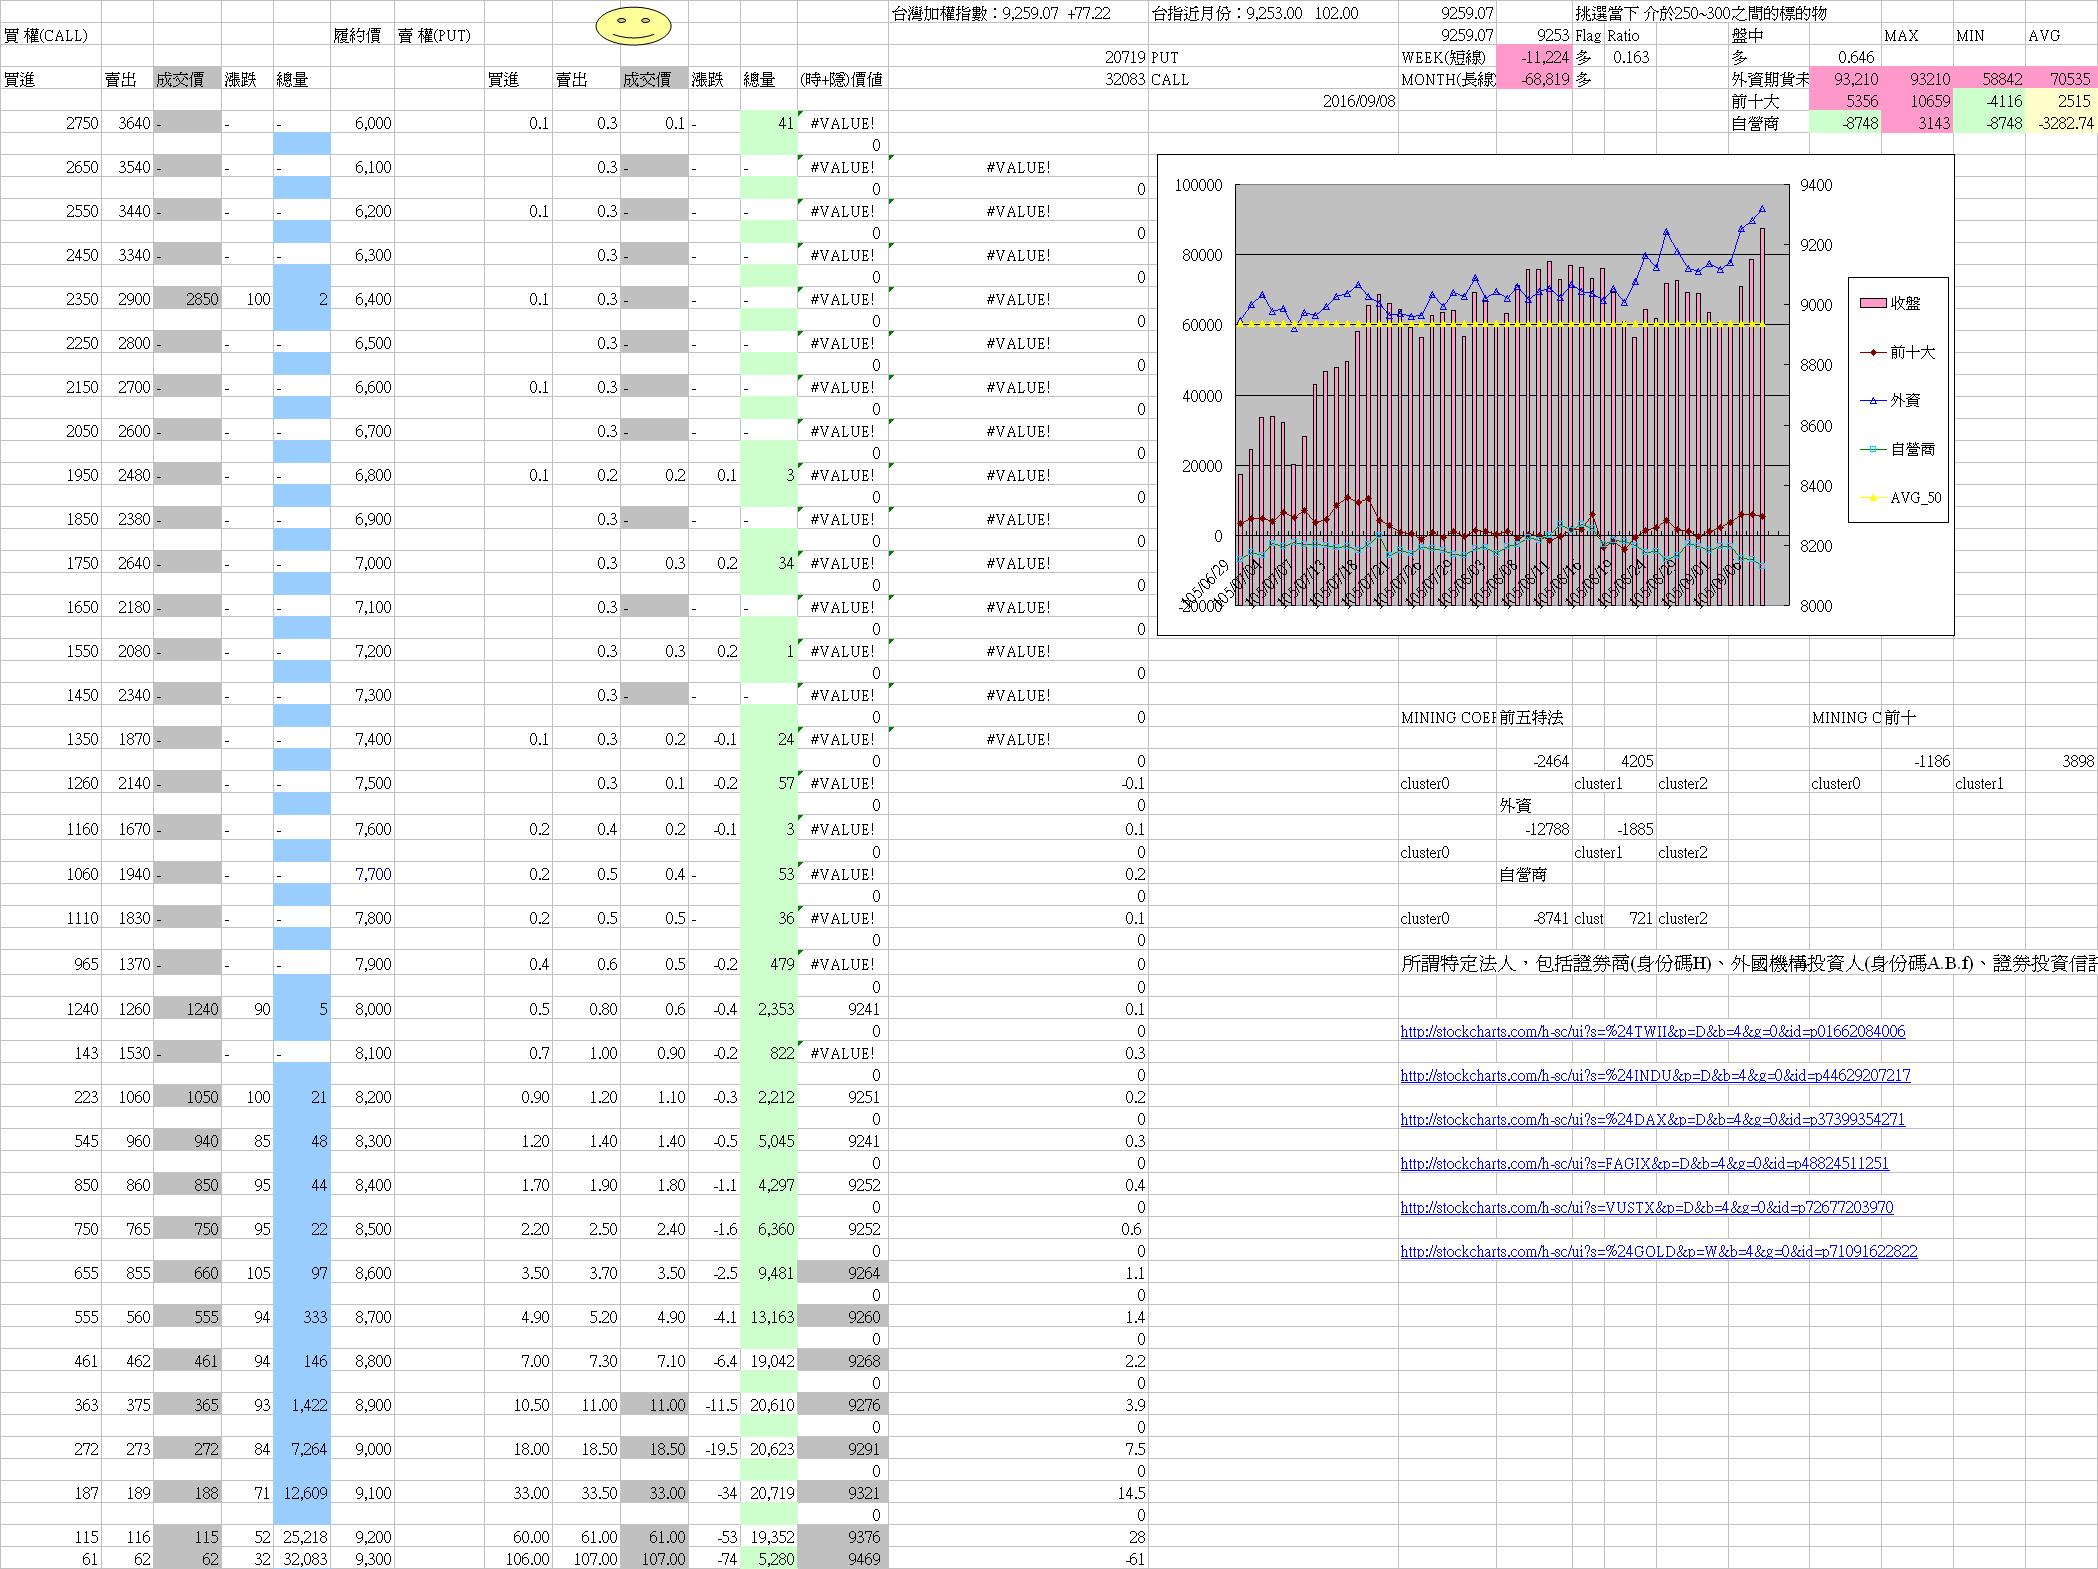 台灣加權指數：9,259.07 +77.22 台指近月份：9,253.00 102.00 9259.07 挑選當下 介於250~300之間的標的物
買 權(CALL) 履約價 賣 權(PUT) 9259.07 9253 Flag Ratio 盤中 MAX MIN AVG
20719 PUT WEEK(短線) -11,224 多 0.163 多 0.646
買進 賣出 成交價 漲跌 總量 買進 賣出 成交價 漲跌 總量 (時+隱)價值 32083 CALL MONTH(長線) -68,819 多 外資期貨未 93,210 93210 58842 70535
2016/09/08 前十大 5356 10659 -4116 2515
2750 3640 - - - 6,000 0.1 0.3 0.1 - 41 #VALUE! 自營商 -8748 3143 -8748 -3282.74
0
2650 3540 - - - 6,100 0.3 - - - #VALUE! #VALUE!
0 0
2550 3440 - - - 6,200 0.1 0.3 - - - #VALUE! #VALUE!
0 0
2450 3340 - - - 6,300 0.3 - - - #VALUE! #VALUE!
0 0
2350 2900 2850 100 2 6,400 0.1 0.3 - - - #VALUE! #VALUE!
0 0
2250 2800 - - - 6,500 0.3 - - - #VALUE! #VALUE!
0 0
2150 2700 - - - 6,600 0.1 0.3 - - - #VALUE! #VALUE!
0 0
2050 2600 - - - 6,700 0.3 - - - #VALUE! #VALUE!
0 0
1950 2480 - - - 6,800 0.1 0.2 0.2 0.1 3 #VALUE! #VALUE!
0 0
1850 2380 - - - 6,900 0.3 - - - #VALUE! #VALUE!
0 0
1750 2640 - - - 7,000 0.3 0.3 0.2 34 #VALUE! #VALUE!
0 0
1650 2180 - - - 7,100 0.3 - - - #VALUE! #VALUE!
0 0
1550 2080 - - - 7,200 0.3 0.3 0.2 1 #VALUE! #VALUE!
0 0
1450 2340 - - - 7,300 0.3 - - - #VALUE! #VALUE!
0 0 MINING COEF 前五特法 MINING C 前十
1350 1870 - - - 7,400 0.1 0.3 0.2 -0.1 24 #VALUE! #VALUE!
0 0 -2464 4205 -1186 3898
1260 2140 - - - 7,500 0.3 0.1 -0.2 57 #VALUE! -0.1 cluster0 cluster1 cluster2 cluster0 cluster1
0 0 外資
1160 1670 - - - 7,600 0.2 0.4 0.2 -0.1 3 #VALUE! 0.1 -12788 -1885
0 0 cluster0 cluster1 cluster2
1060 1940 - - - 7,700 0.2 0.5 0.4 - 53 #VALUE! 0.2 自營商
0 0
1110 1830 - - - 7,800 0.2 0.5 0.5 - 36 #VALUE! 0.1 cluster0 -8741 clust 721 cluster2
0 0
965 1370 - - - 7,900 0.4 0.6 0.5 -0.2 479 #VALUE! 0 所謂特定法人，包括證券商(身份碼H)、外國機構投資人(身份碼A.B.f)、證券投資信託
0 0
1240 1260 1240 90 5 8,000 0.5 0.80 0.6 -0.4 2,353 9241 0.1
0 0 http://stockcharts.com/h-sc/ui?s=%24TWII&p=D&b=4&g=0&id=p01662084006
143 1530 - - - 8,100 0.7 1.00 0.90 -0.2 822 #VALUE! 0.3
0 0 http://stockcharts.com/h-sc/ui?s=%24INDU&p=D&b=4&g=0&id=p44629207217
223 1060 1050 100 21 8,200 0.90 1.20 1.10 -0.3 2,212 9251 0.2
0 0 http://stockcharts.com/h-sc/ui?s=%24DAX&p=D&b=4&g=0&id=p37399354271
545 960 940 85 48 8,300 1.20 1.40 1.40 -0.5 5,045 9241 0.3
0 0 http://stockcharts.com/h-sc/ui?s=FAGIX&p=D&b=4&g=0&id=p48824511251
850 860 850 95 44 8,400 1.70 1.90 1.80 -1.1 4,297 9252 0.4
0 0 http://stockcharts.com/h-sc/ui?s=VUSTX&p=D&b=4&g=0&id=p72677203970
750 765 750 95 22 8,500 2.20 2.50 2.40 -1.6 6,360 9252 0.6
0 0 http://stockcharts.com/h-sc/ui?s=%24GOLD&p=W&b=4&g=0&id=p71091622822
655 855 660 105 97 8,600 3.50 3.70 3.50 -2.5 9,481 9264 1.1
0 0
555 560 555 94 333 8,700 4.90 5.20 4.90 -4.1 13,163 9260 1.4
0 0
461 462 461 94 146 8,800 7.00 7.30 7.10 -6.4 19,042 9268 2.2
0 0
363 375 365 93 1,422 8,900 10.50 11.00 11.00 -11.5 20,610 9276 3.9
0 0
272 273 272 84 7,264 9,000 18.00 18.50 18.50 -19.5 20,623 9291 7.5
0 0
187 189 188 71 12,609 9,100 33.00 33.50 33.00 -34 20,719 9321 14.5
0 0
115 116 115 52 25,218 9,200 60.00 61.00 61.00 -53 19,352 9376 28
61 62 62 32 32,083 9,300 106.00 107.00 107.00 -74 5,280 9469 -61
100000 9400
80000 9200
60000 9000
40000 8800
20000 8600
0 8400
-20000 8200
8000
105/06/29 105/07/04 105/07/07 105/07/13 105/07/18 105/07/21 105/07/26 105/07/29 105/08/03 105/08/08 105/08/11 105/08/16 105/08/19 105/08/24 105/08/29 105/09/01 105/09/06
收盤
前十大
外資
自營商
AVG_50